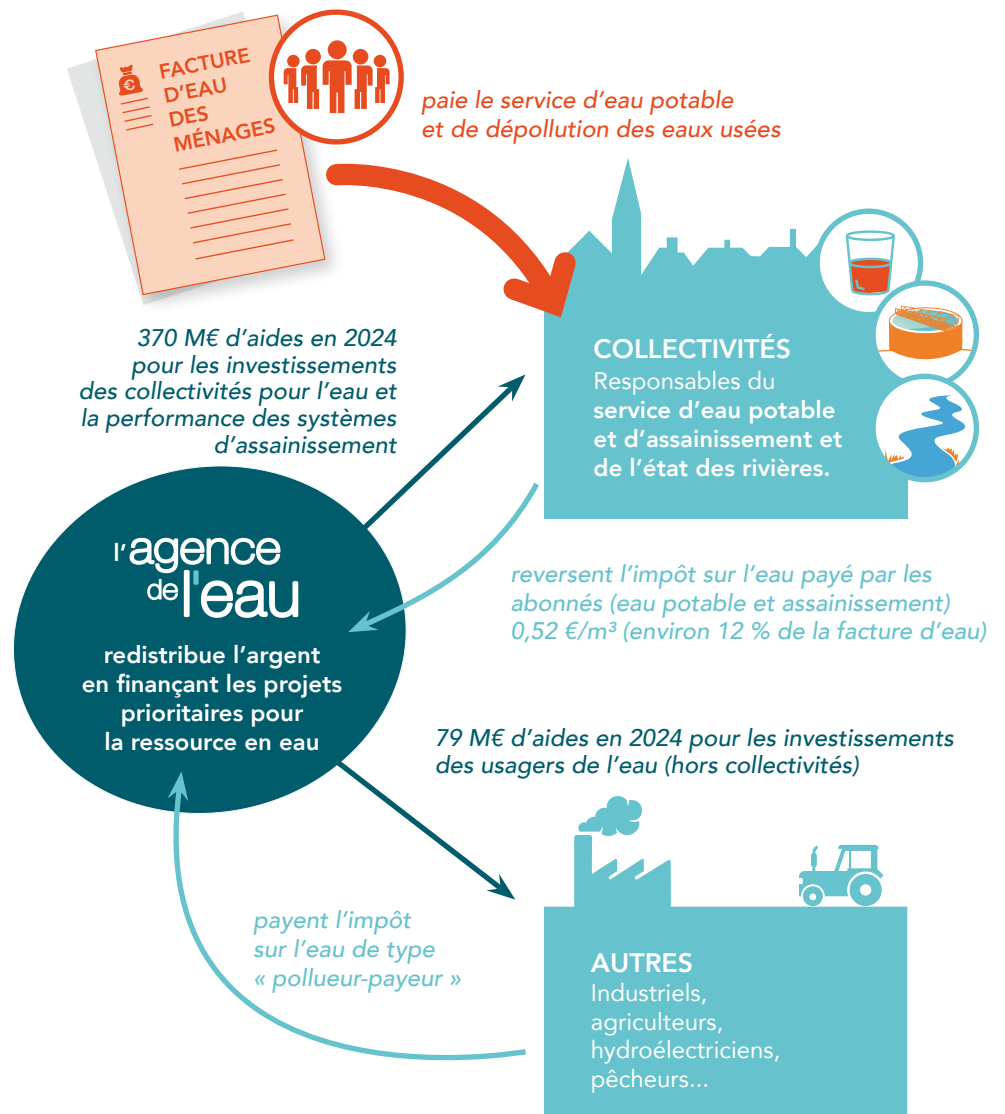 FACTURE
D'EAU
DES
MÉNAGES
€
paie le service d'eau potable
et de dépollution des eaux usées
370 M€ d'aides en 2024
pour les investissements
des collectivités pour l'eau et
la performance des systèmes
d'assainissement
COLLECTIVITÉS
Responsables du
service d'eau potable
et d'assainissement et
de l'état des rivières.
l'agence
de l'eau
redistribue l'argent
en finançant les projets
prioritaires pour
la ressource en eau
reversent l'impôt sur l'eau payé par les
abonnés (eau potable et assainissement)
0,52 €/m³ (environ 12 % de la facture d'eau)
79 M€ d'aides en 2024 pour les investissements
des usagers de l'eau (hors collectivités)
payent l'impôt
sur l'eau de type
« pollueur-payeur »
AUTRES
Industriels,
agriculteurs,
hydroélectriciens,
pêcheurs...